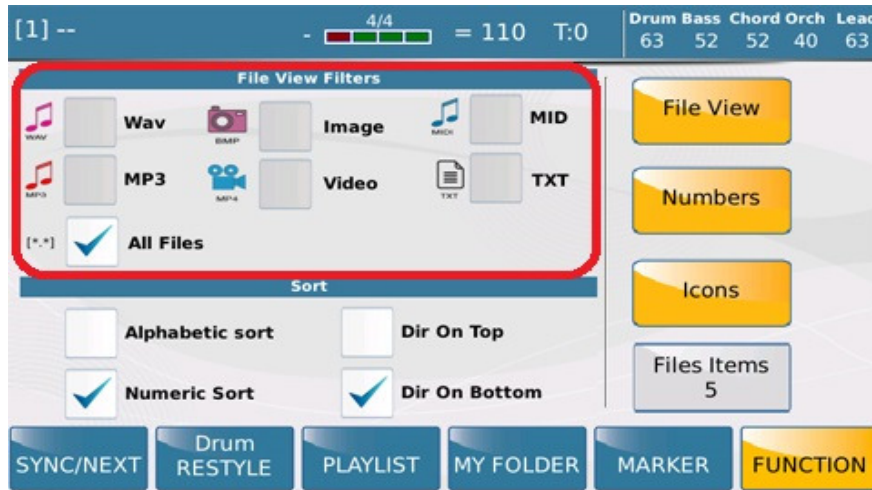 [1] -- - 4/4 = 110 T:0 Drum Bass Chord Orch Lead
63 52 52 40 63
File View Filters
WAV Wav BMP Image MIDI MID
MP3 MP3 MP4 Video TXT TXT
[*.*] All Files
Sort
Alphabetic sort Dir On Top
Numeric Sort Dir On Bottom
File View
Numbers
Icons
Files Items
5
SYNC/NEXT
Drum
RESTYLE
PLAYLIST
MY FOLDER
MARKER
FUNCTION